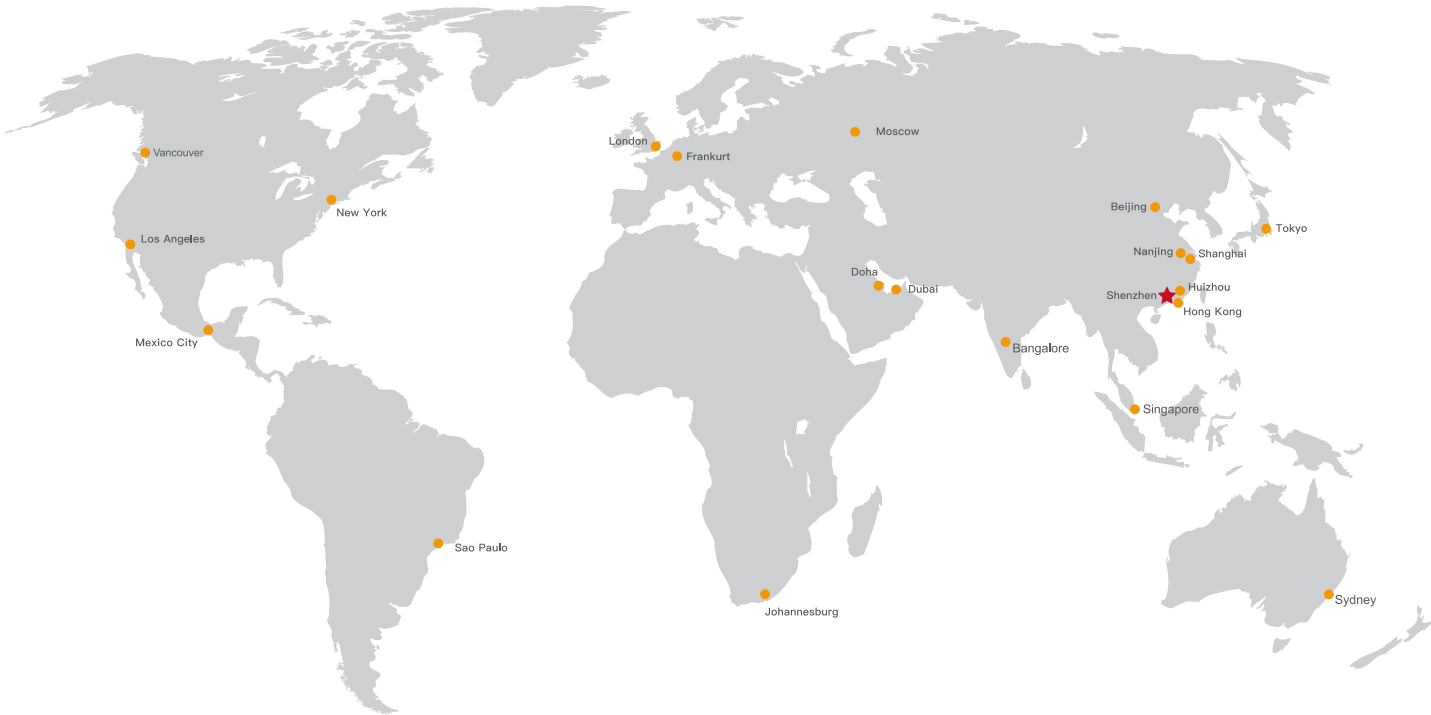 Moscow
London
Vancouver
Frankurt
New York
Beijing
Tokyo
Los Angeles
Nanjing
Shanghai
Doha
Dubai
Huizhou
Shenzhen
Hong Kong
Mexico City
Bangalore
Singapore
Sao Paulo
Sydney
Johannesburg